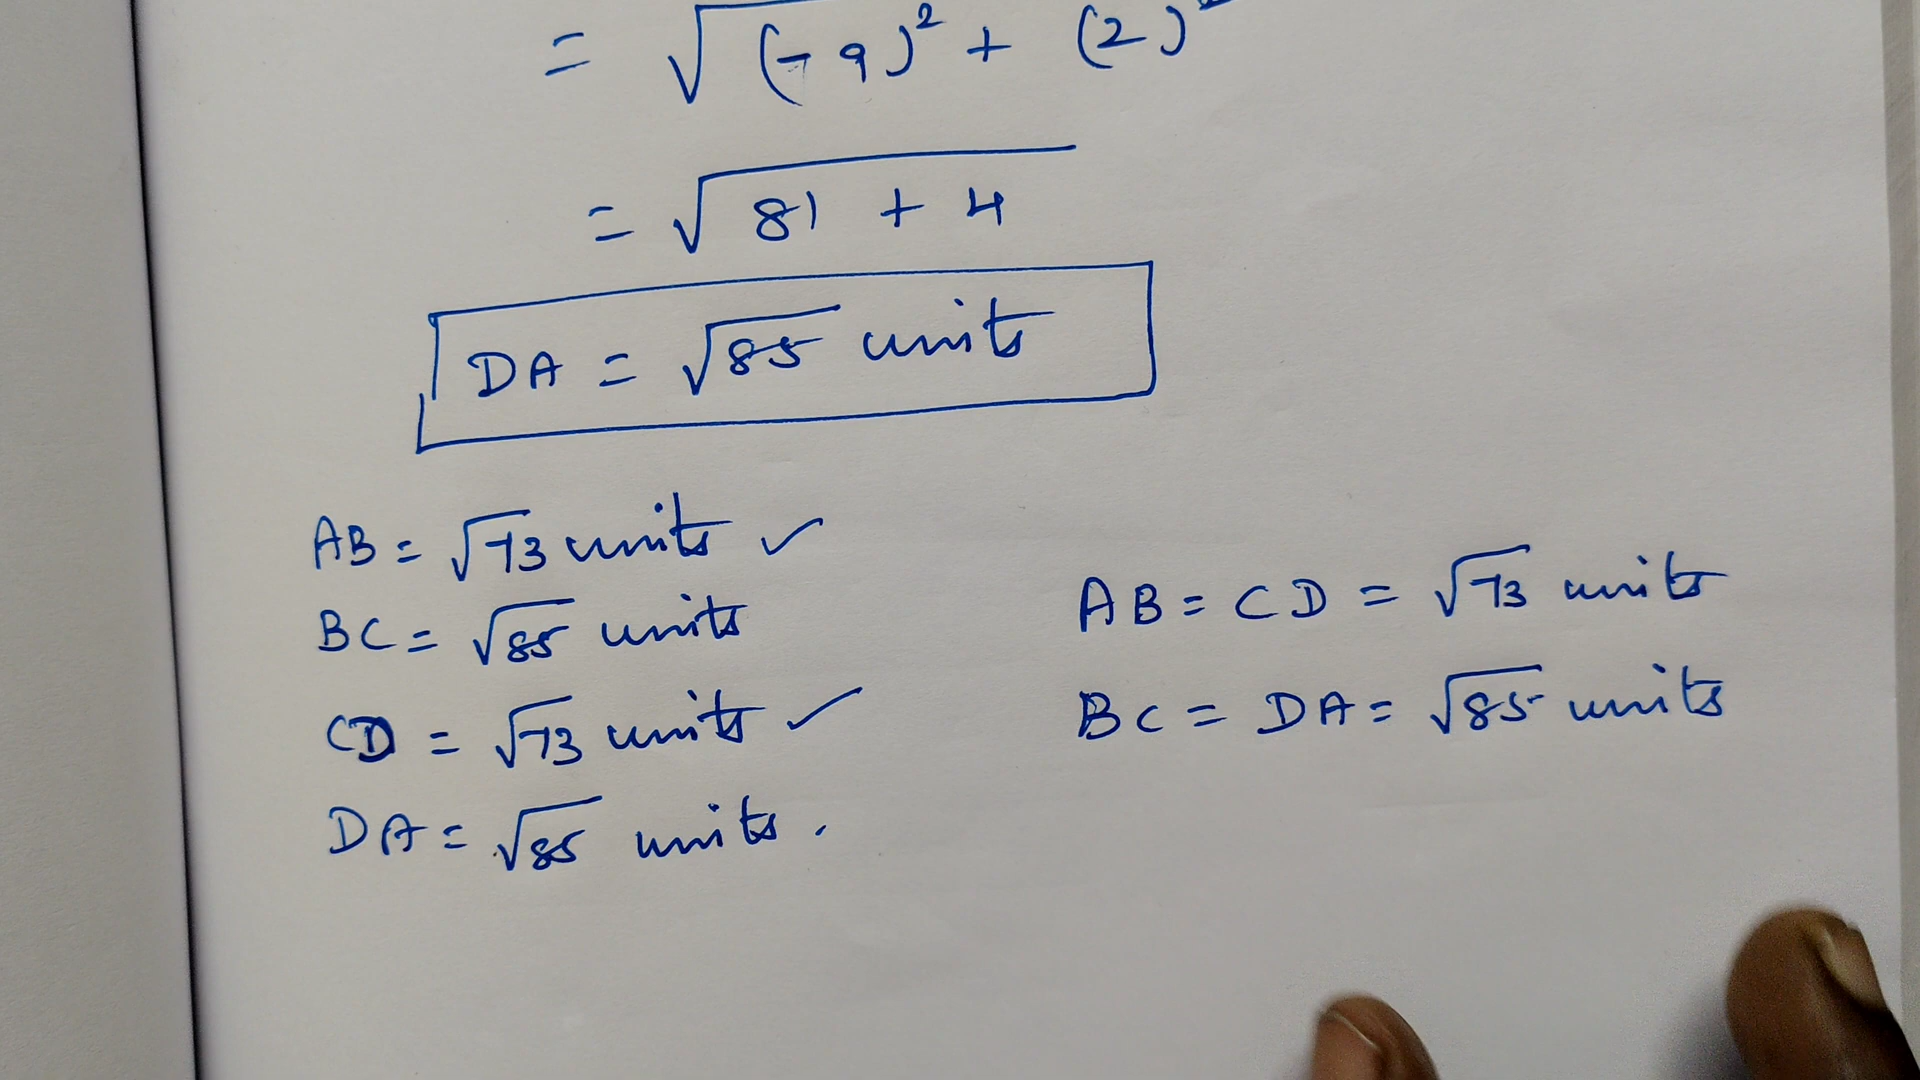 = √(-9)² + (2)²
= √81 + 4
DA = √85 units
AB = √73 units ✓
BC = √85 units
CD = √73 units ✓
DA = √85 units.
AB = CD = √73 units
BC = DA = √85 units